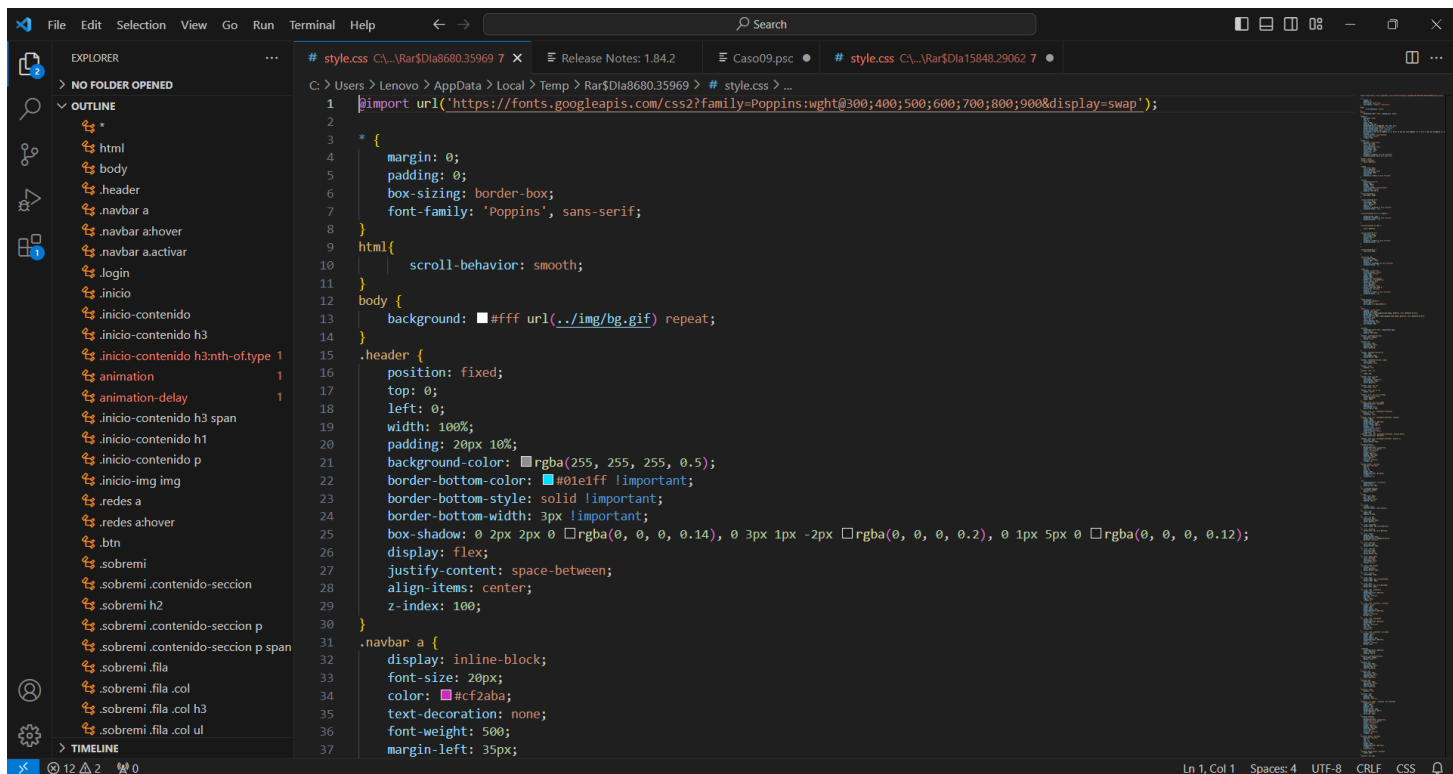 File Edit Selection View Go Run Terminal Help
Search
EXPLORER
NO FOLDER OPENED
OUTLINE
*
html
body
.header
.navbar a
.navbar a:hover
.navbar a.activar
.login
.inicio
.inicio-contenido
.inicio-contenido h3
.inicio-contenido h3:nth-of.type 1
animation 1
animation-delay 1
.inicio-contenido h3 span
.inicio-contenido h1
.inicio-contenido p
.inicio-img img
.redes a
.redes a:hover
.btn
.sobremi
.sobremi .contenido-seccion
.sobremi h2
.sobremi .contenido-seccion p
.sobremi .contenido-seccion p span
.sobremi .fila
.sobremi .fila .col
.sobremi .fila .col h3
.sobremi .fila .col ul
TIMELINE
2
1
# style.css C:\...\Rar$DIa8680.35969 7 Release Notes: 1.84.2 Caso09.psc # style.css C:\...\Rar$DIa15848.29062 7
C: > Users > Lenovo > AppData > Local > Temp > Rar$DIa8680.35969 > # style.css > ...
1 @import url('https://fonts.googleapis.com/css2?family=Poppins:wght@300;400;500;600;700;800;900&display=swap');
2
3 * {
4 margin: 0;
5 padding: 0;
6 box-sizing: border-box;
7 font-family: 'Poppins', sans-serif;
8 }
9 html{
10 scroll-behavior: smooth;
11 }
12 body {
13 background: #fff url(../img/bg.gif) repeat;
14 }
15 .header {
16 position: fixed;
17 top: 0;
18 left: 0;
19 width: 100%;
20 padding: 20px 10%;
21 background-color: rgba(255, 255, 255, 0.5);
22 border-bottom-color: #01e1ff !important;
23 border-bottom-style: solid !important;
24 border-bottom-width: 3px !important;
25 box-shadow: 0 2px 2px 0 rgba(0, 0, 0, 0.14), 0 3px 1px -2px rgba(0, 0, 0, 0.2), 0 1px 5px 0 rgba(0, 0, 0, 0.12);
26 display: flex;
27 justify-content: space-between;
28 align-items: center;
29 z-index: 100;
30 }
31 .navbar a {
32 display: inline-block;
33 font-size: 20px;
34 color: #cf2aba;
35 text-decoration: none;
36 font-weight: 500;
37 margin-left: 35px;
12 2 0
Ln 1, Col 1 Spaces: 4 UTF-8 CRLF CSS